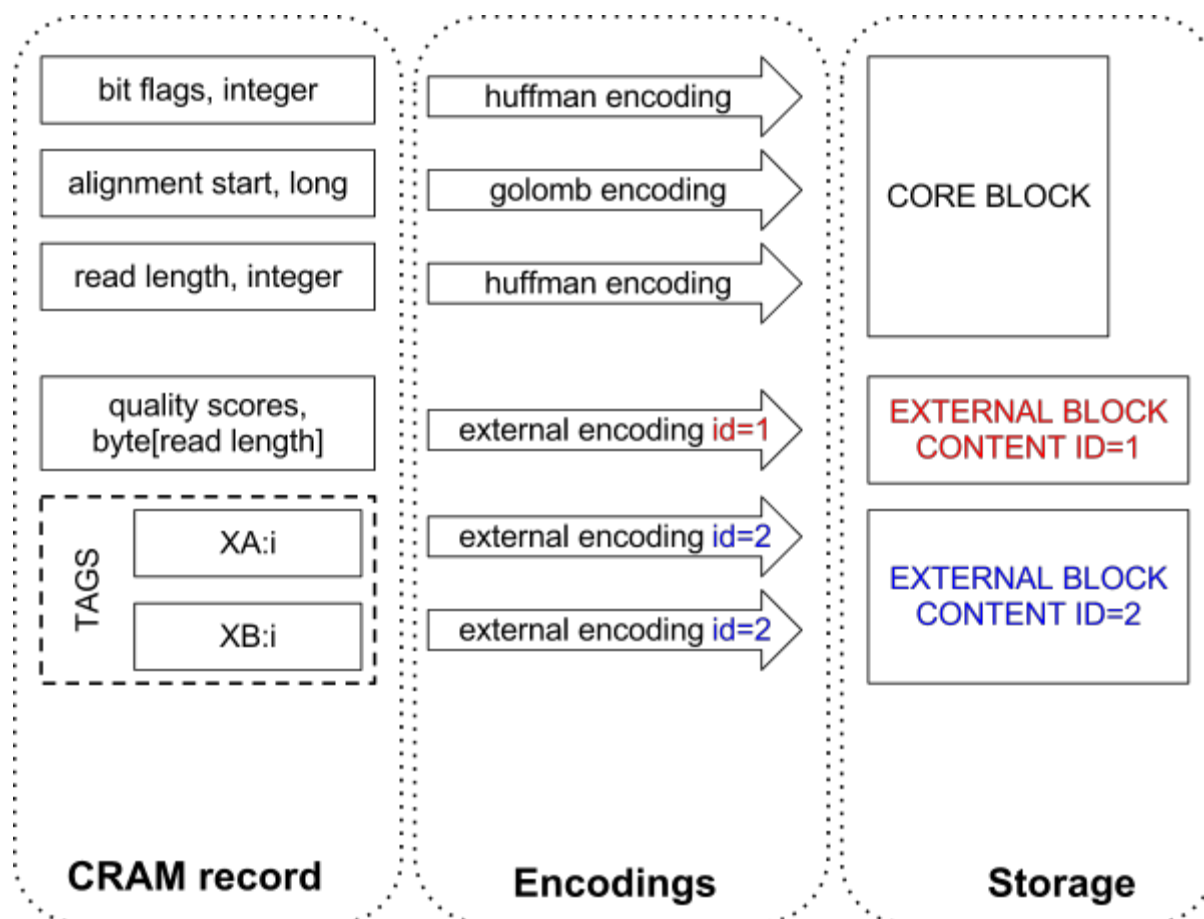 bit flags, integer
huffman encoding
alignment start, long
golomb encoding
CORE BLOCK
read length, integer
huffman encoding
quality scores,
byte[read length]
external encoding id=1
EXTERNAL BLOCK
CONTENT ID=1
TAGS
XA:i
external encoding id=2
XB:i
external encoding id=2
EXTERNAL BLOCK
CONTENT ID=2
CRAM record
Encodings
Storage